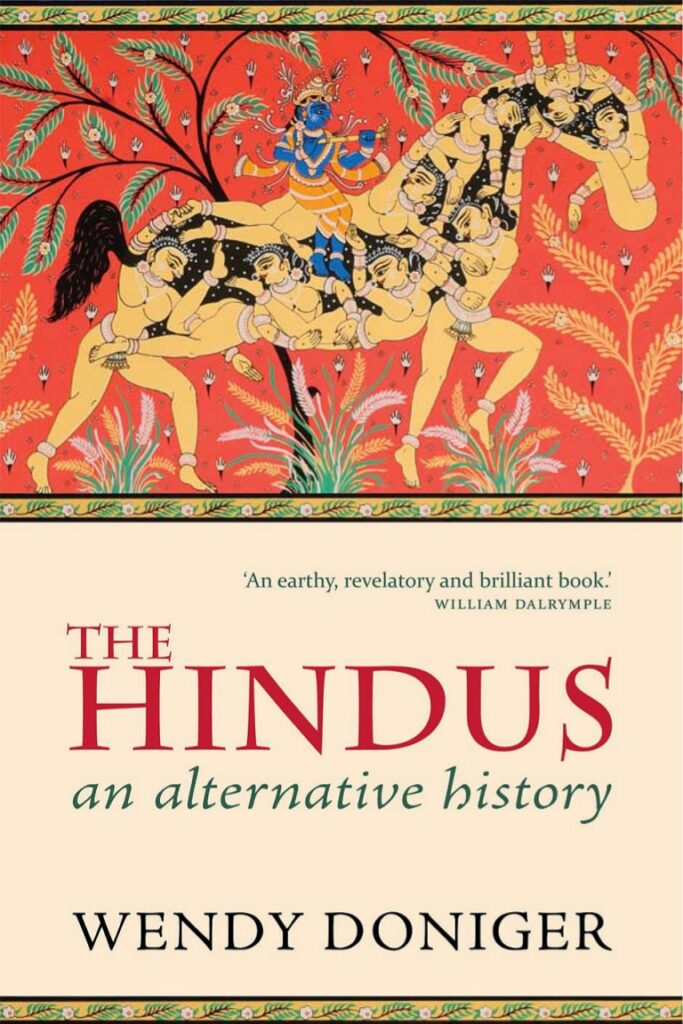 ‘An earthy, revelatory and brilliant book.’
WILLIAM DALRYMPLE
THE
HINDUS
an alternative history
WENDY DONIGER